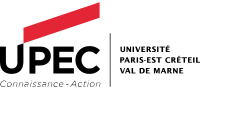 UPEC
Connaissance - Action
UNIVERSITÉ
PARIS-EST CRÉTEIL
VAL DE MARNE